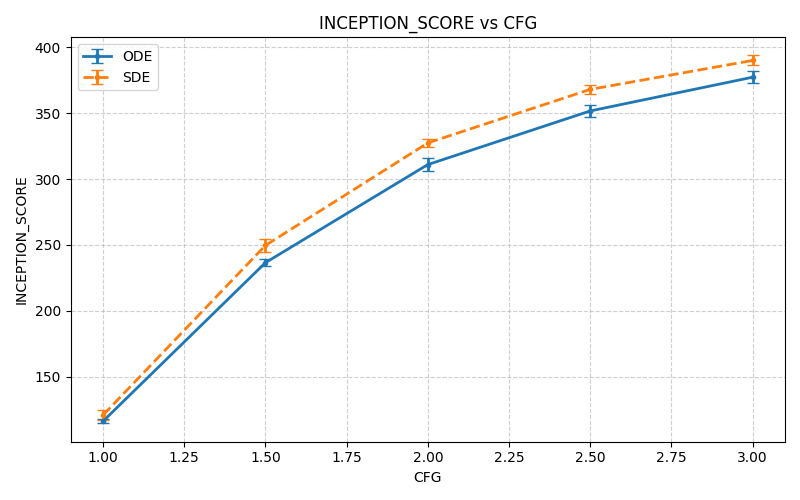 INCEPTION_SCORE vs CFG
ODE
SDE
INCEPTION_SCORE
400
350
300
250
200
150
1.00 1.25 1.50 1.75 2.00 2.25 2.50 2.75 3.00
CFG